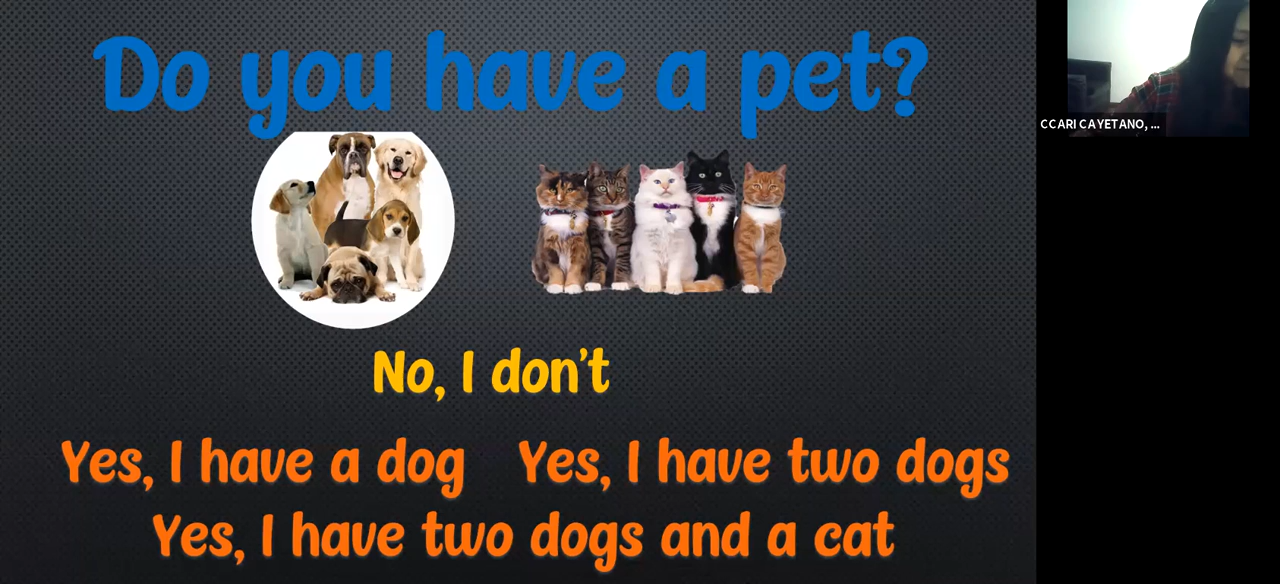 Do you have a pet?
CCARI CAYETANO, ...
No, I don't
Yes, I have a dog
Yes, I have two dogs
Yes, I have two dogs and a cat